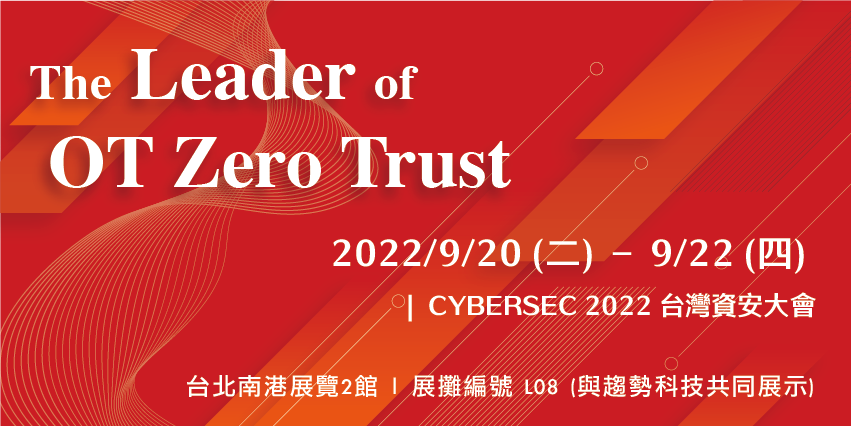 The Leader of
OT Zero Trust
2022/9/20 (二) – 9/22 (四)
| CYBERSEC 2022 台灣資安大會
台北南港展覽2館 | 展攤編號 L08 (與趨勢科技共同展示)